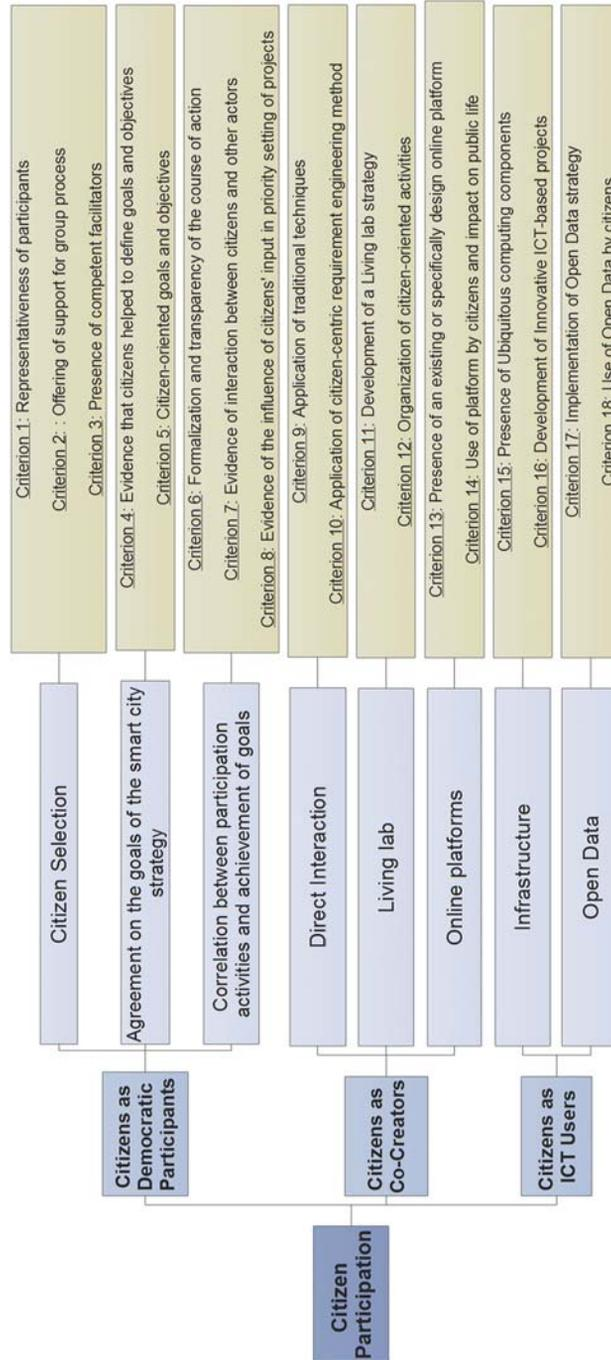 Citizen
Participation
Citizens as
Democratic
Participants
Citizen Selection
Criterion 1: Representativeness of participants
Criterion 2: : Offering of support for group process
Criterion 3: Presence of competent facilitators
Agreement on the goals of the smart city
strategy
Criterion 4: Evidence that citizens helped to define goals and objectives
Criterion 5: Citizen-oriented goals and objectives
Correlation between participation
activities and achievement of goals
Criterion 6: Formalization and transparency of the course of action
Criterion 7: Evidence of interaction between citizens and other actors
Criterion 8: Evidence of the influence of citizens' input in priority setting of projects
Citizens as
Co-Creators
Direct Interaction
Criterion 9: Application of traditional techniques
Criterion 10: Application of citizen-centric requirement engineering method
Living lab
Criterion 11: Development of a Living lab strategy
Criterion 12: Organization of citizen-oriented activities
Online platforms
Criterion 13: Presence of an existing or specifically design online platform
Criterion 14: Use of platform by citizens and impact on public life
Citizens as
ICT Users
Infrastructure
Criterion 15: Presence of Ubiquitous computing components
Criterion 16: Development of Innovative ICT-based projects
Open Data
Criterion 17: Implementation of Open Data strategy
Criterion 18: Use of Open Data by citizens